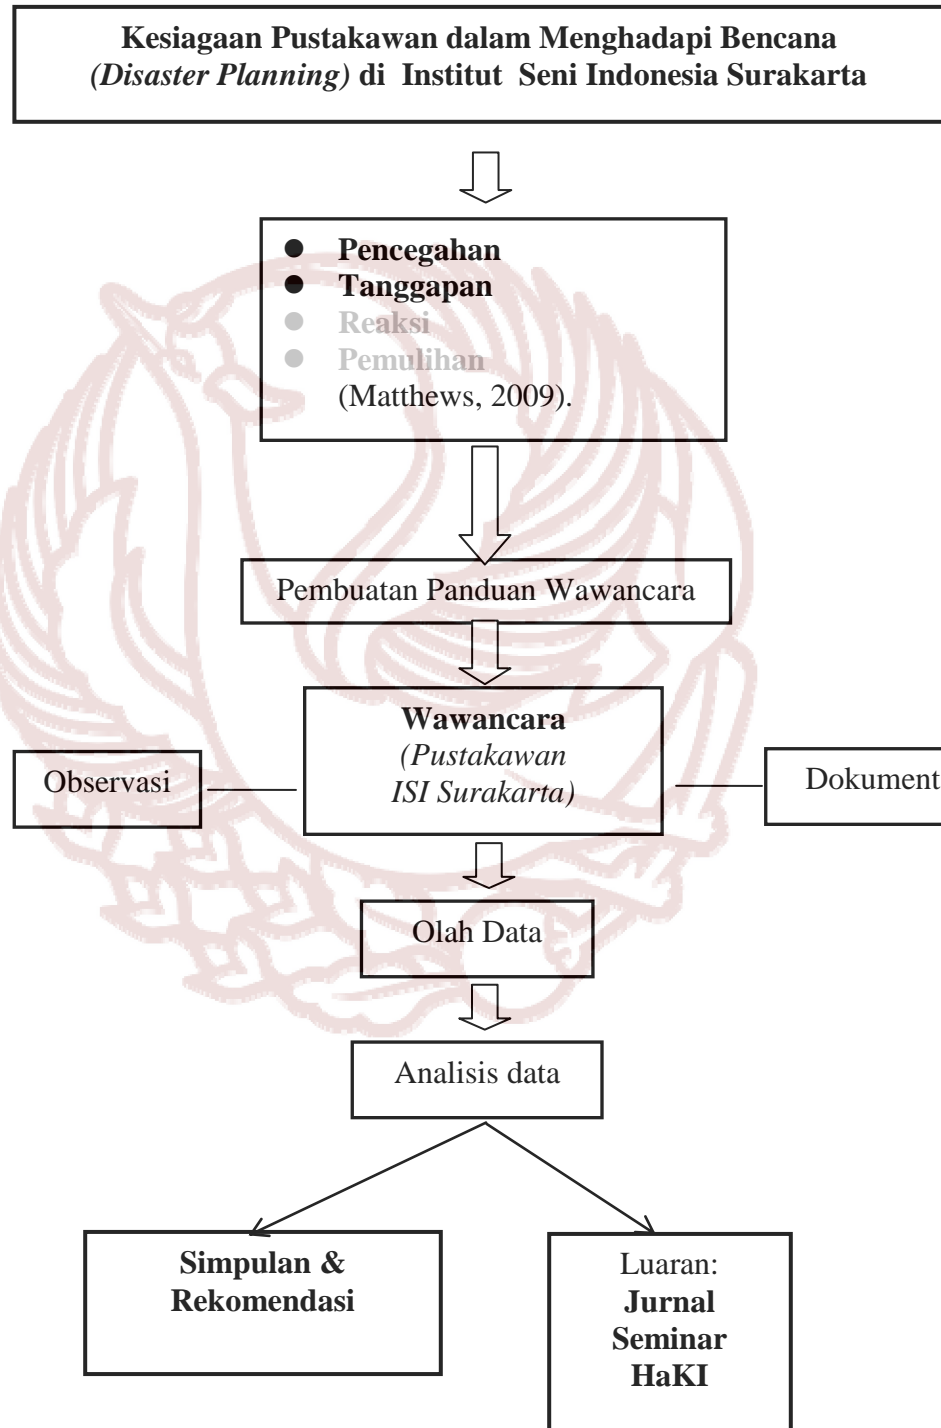 Kesiagaan Pustakawan dalam Menghadapi Bencana
(Disaster Planning) di Institut Seni Indonesia Surakarta
● Pencegahan
● Tanggapan
● Reaksi
● Pemulihan
(Matthews, 2009).
Pembuatan Panduan Wawancara
Wawancara
(Pustakawan
ISI Surakarta)
Observasi
Dokument
Olah Data
Analisis data
Simpulan &
Rekomendasi
Luaran:
Jurnal
Seminar
HaKI